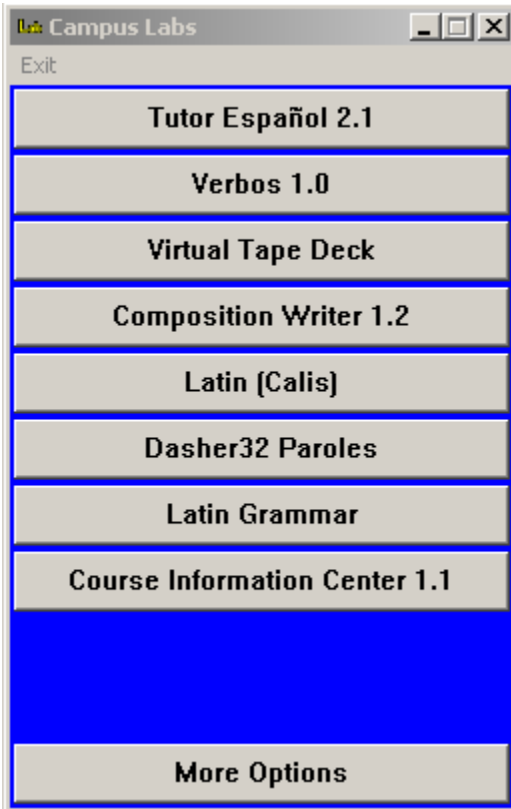 Campus Labs
Exit
Tutor Español 2.1
Verbos 1.0
Virtual Tape Deck
Composition Writer 1.2
Latin (Calis)
Dasher32 Paroles
Latin Grammar
Course Information Center 1.1
More Options